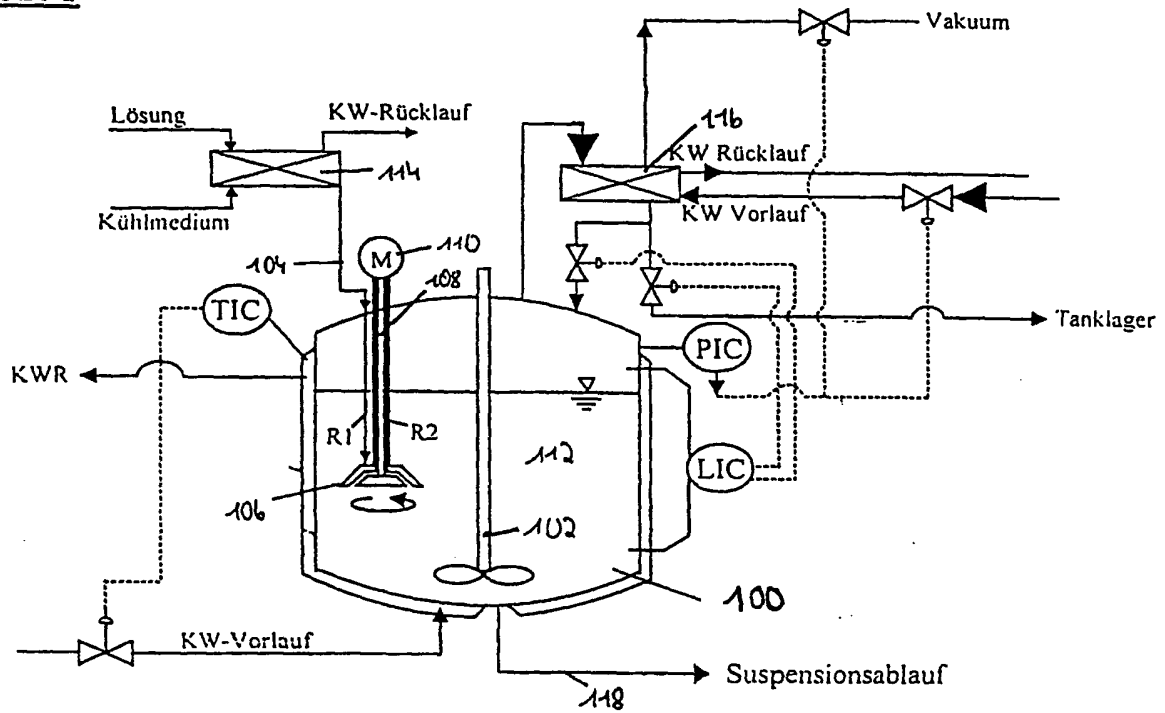 Vakuum
Lösung
KW-Rücklauf
116
KW Rücklauf
114
KW Vorlauf
Kühlmedium
110
104
M
108
TIC
Tanklager
PIC
KWR
R1
R2
112
LIC
106
102
100
KW-Vorlauf
Suspensionsablauf
118